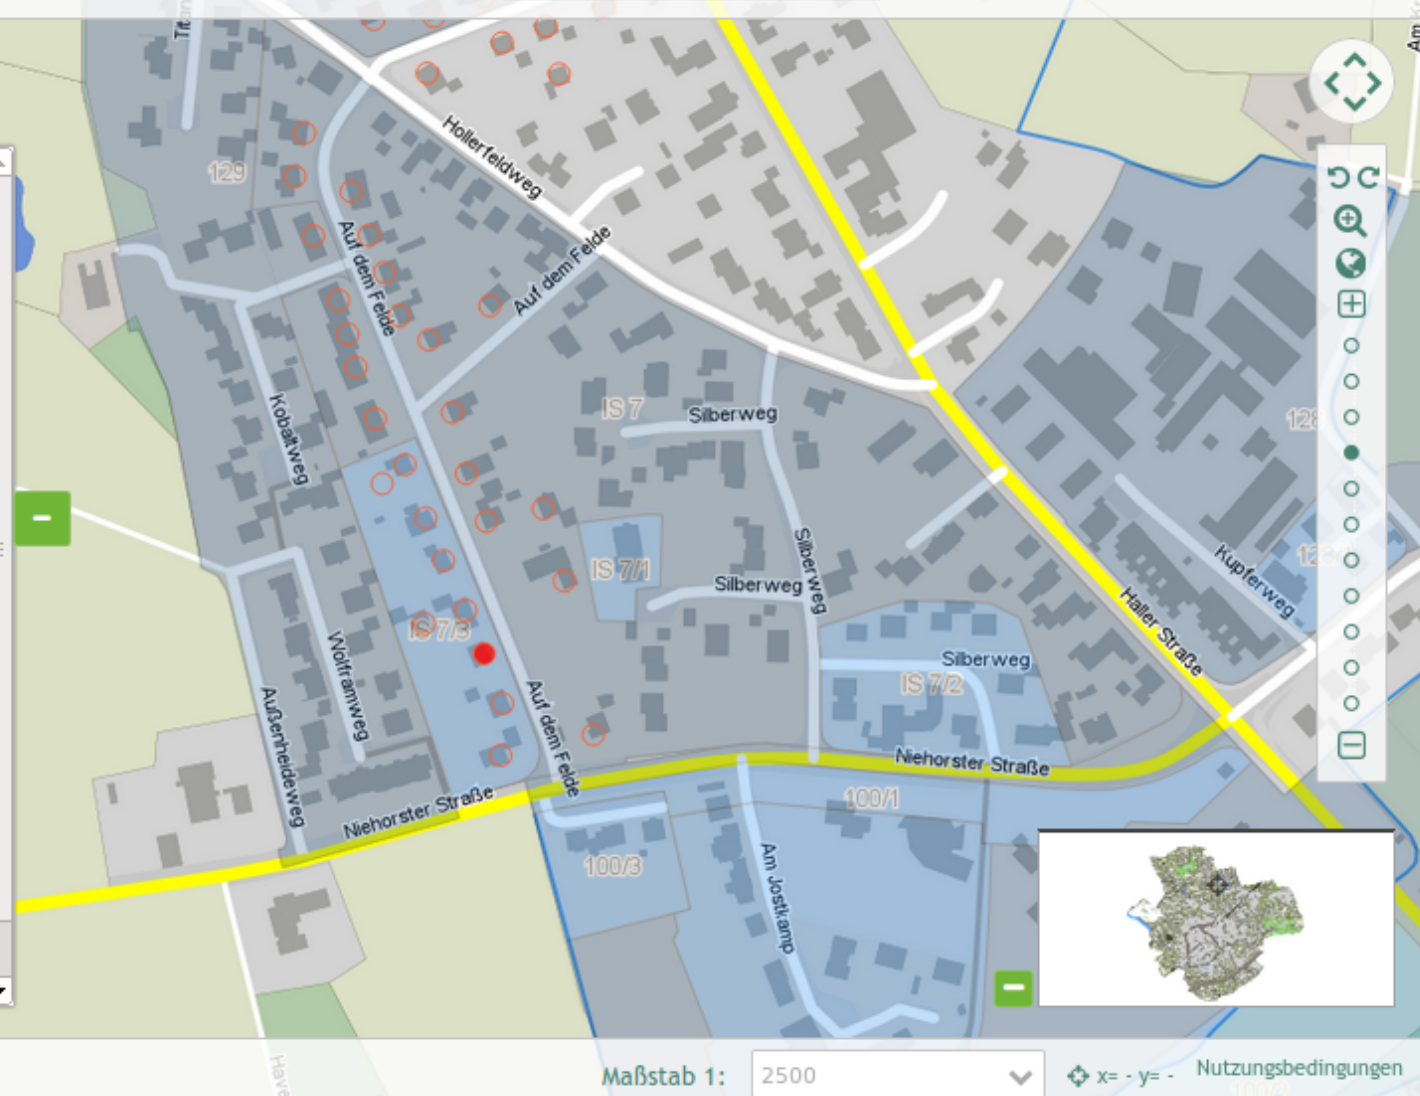 129
Hollerfeldweg
Auf dem Felde
Auf dem Felde
Kobaltweg
IS 7
Silberweg
128
Silberweg
IS 7/1
Silberweg
Kupferweg
Haller Straße
IS 7/3
Wolframweg
Silberweg
IS 7/2
Außenheideweg
Auf dem Felde
Niehorster Straße
Niehorster Straße
100/1
100/3
Am Jostkamp
Maßstab 1:
2500
x= - y= -
Nutzungsbedingungen